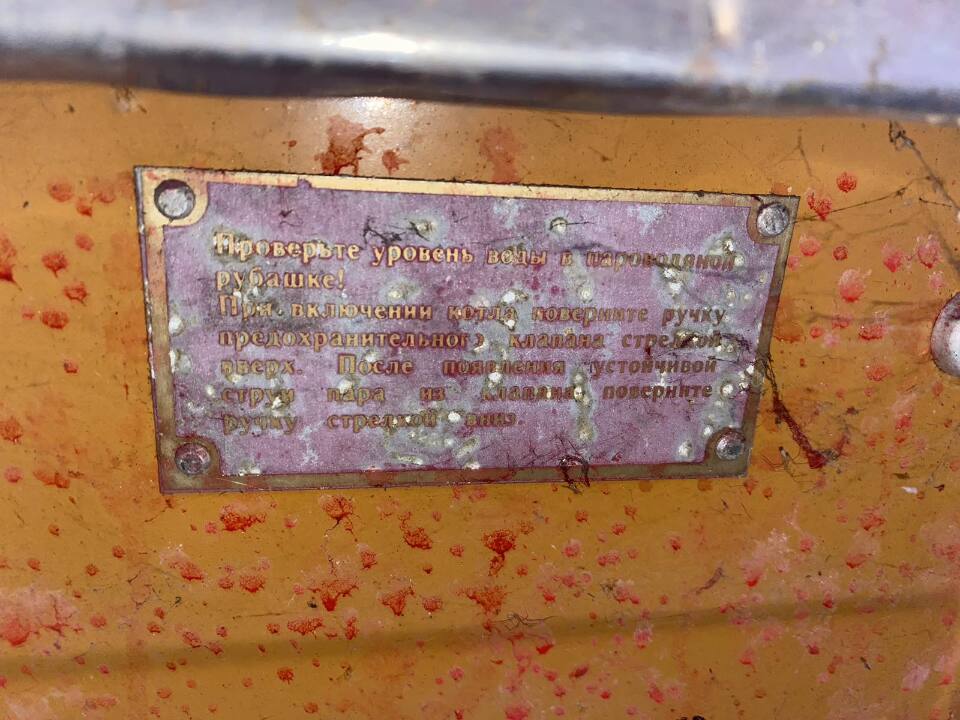 Проверьте уровень воды в пароводяной
рубашке!
При включении котла поверните ручку
предохранительного клапана стрелкой
вверх. После появления устойчивой
струи пара из клапана поверните
ручку стрелкой вниз.